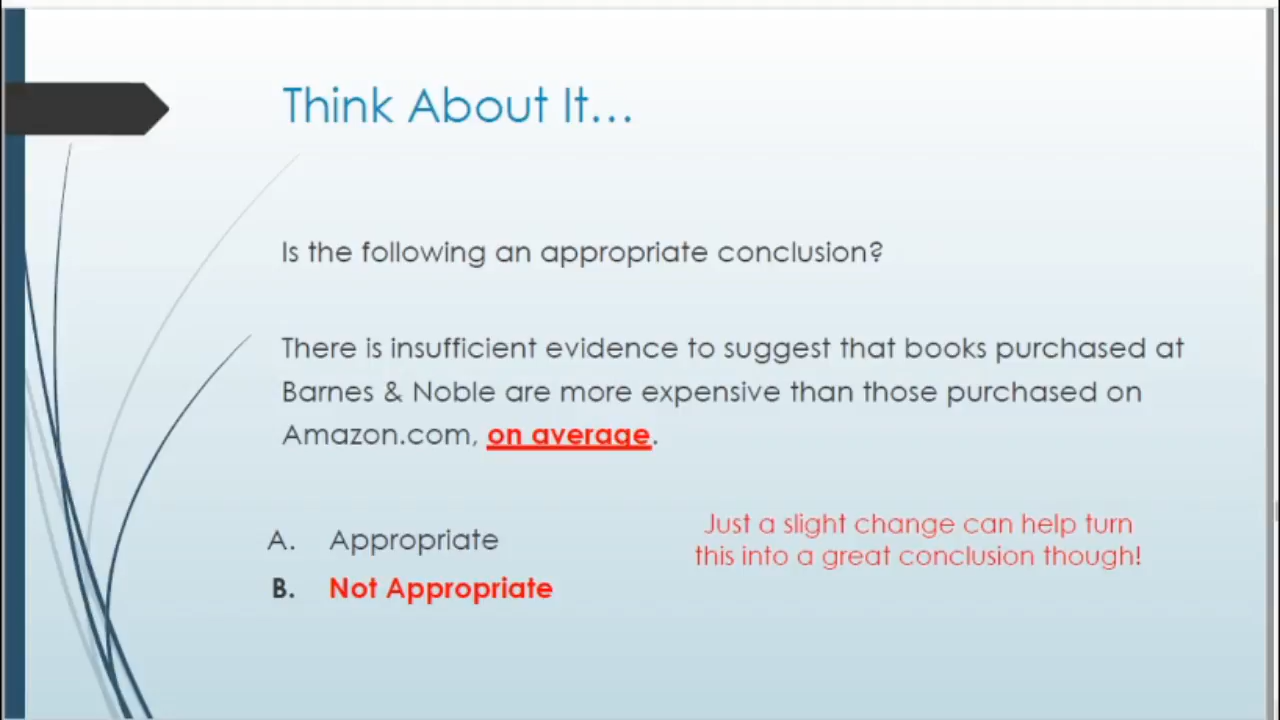 Think About It…
Is the following an appropriate conclusion?
There is insufficient evidence to suggest that books purchased at
Barnes & Noble are more expensive than those purchased on
Amazon.com, on average.
A. Appropriate
B. Not Appropriate
Just a slight change can help turn
this into a great conclusion though!